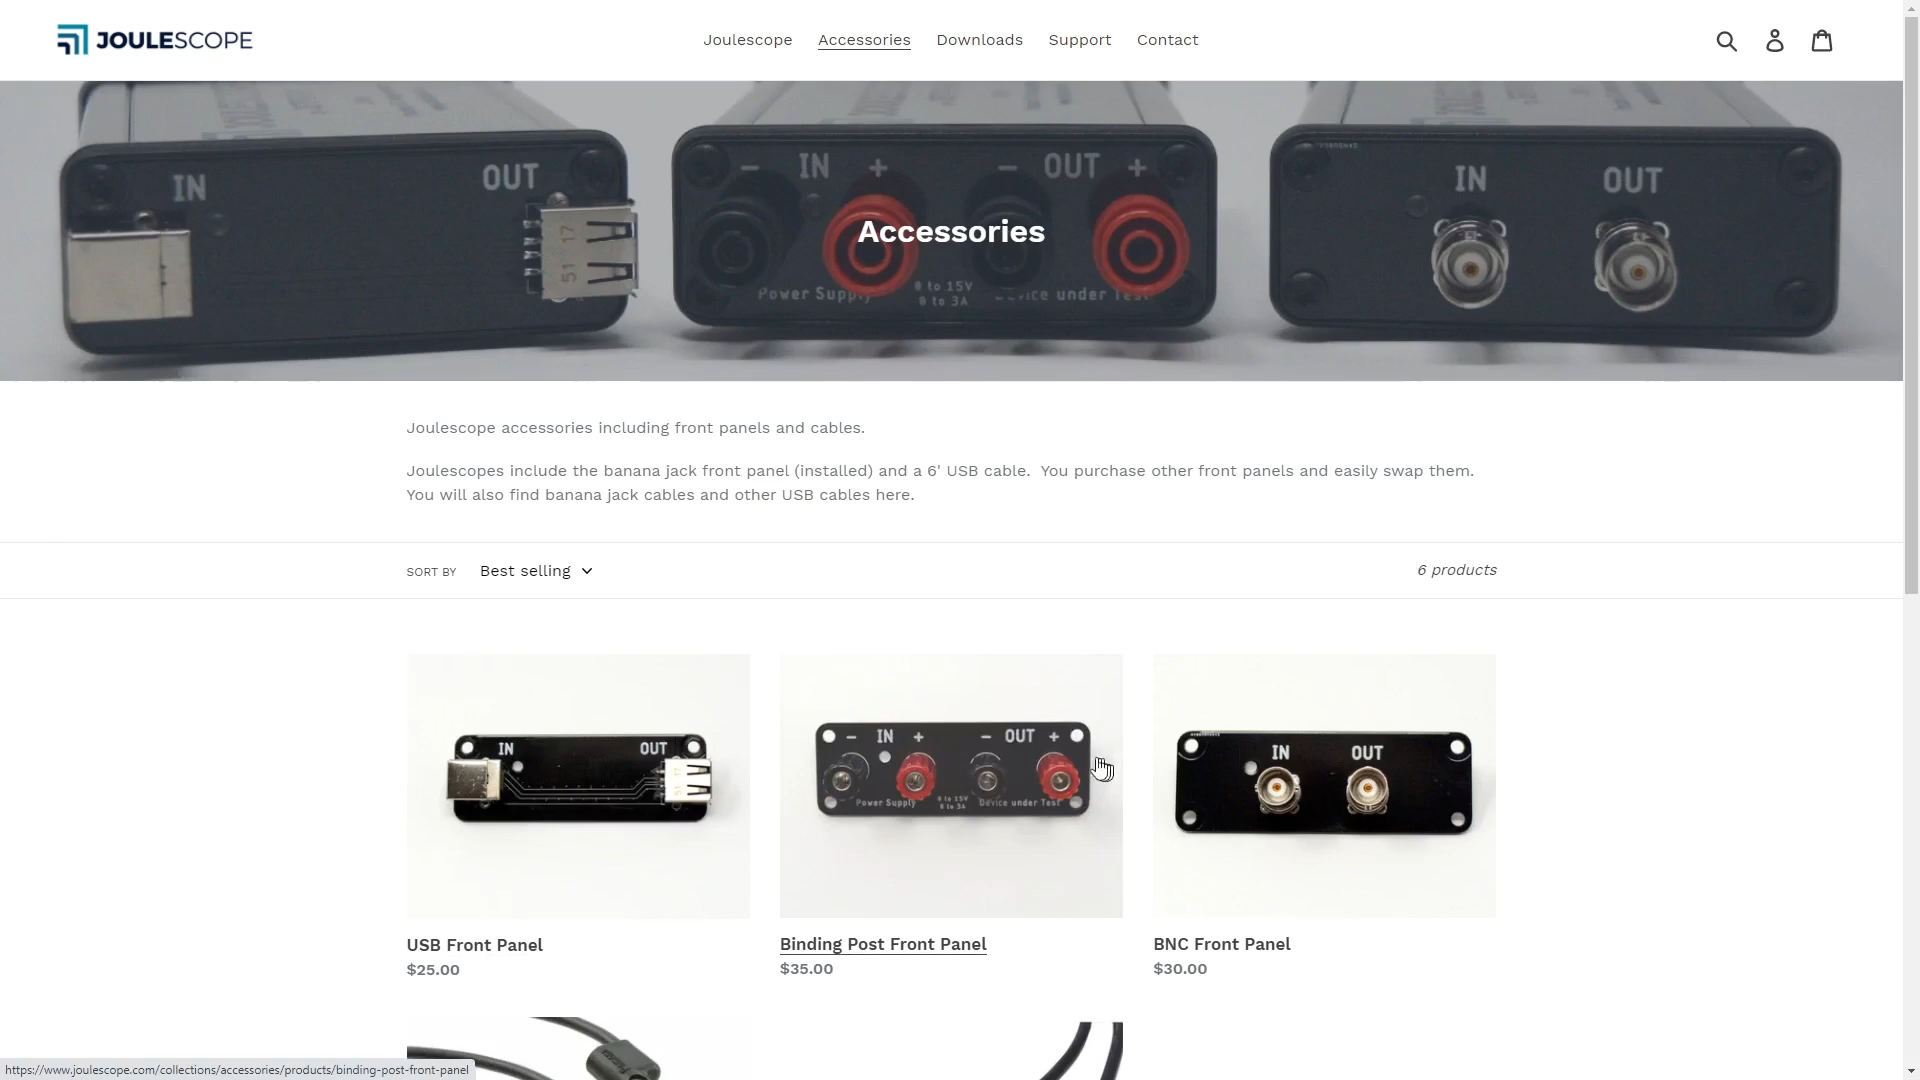 JOULESCOPE
Joulescope Accessories Downloads Support Contact
IN OUT
- IN + - OUT +
IN OUT
51 17
Accessories
Power Supply 0 to 15V
0 to 3A Device under Test
Joulescope accessories including front panels and cables.
Joulescopes include the banana jack front panel (installed) and a 6' USB cable. You purchase other front panels and easily swap them.
You will also find banana jack cables and other USB cables here.
SORT BY Best selling
6 products
IN OUT
51 17
- IN + - OUT +
Power Supply 0 to 15V
0 to 3A Device under Test
IN OUT
USB Front Panel
$25.00
Binding Post Front Panel
$35.00
BNC Front Panel
$30.00
https://www.joulescope.com/collections/accessories/products/binding-post-front-panel